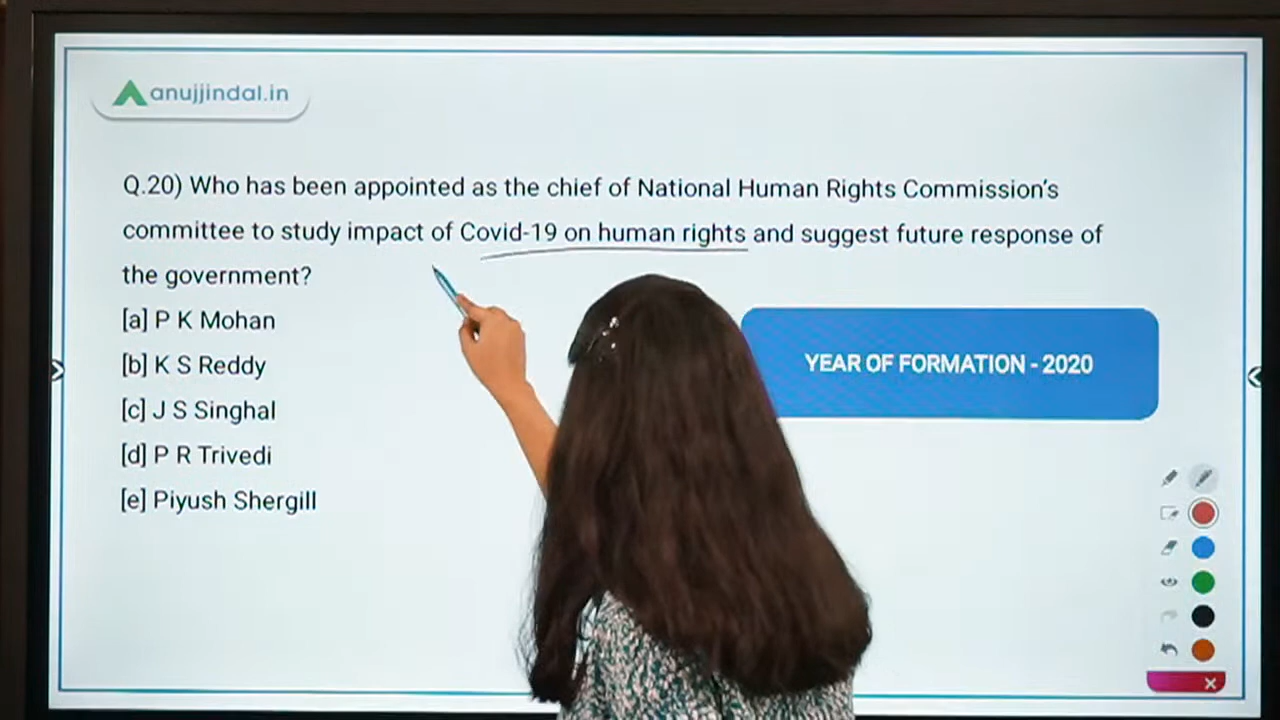 anujjindal.in
Q.20) Who has been appointed as the chief of National Human Rights Commission's
committee to study impact of Covid-19 on human rights and suggest future response of
the government?
[a] P K Mohan
[b] K S Reddy
[c] J S Singhal
[d] P R Trivedi
[e] Piyush Shergill
YEAR OF FORMATION - 2020